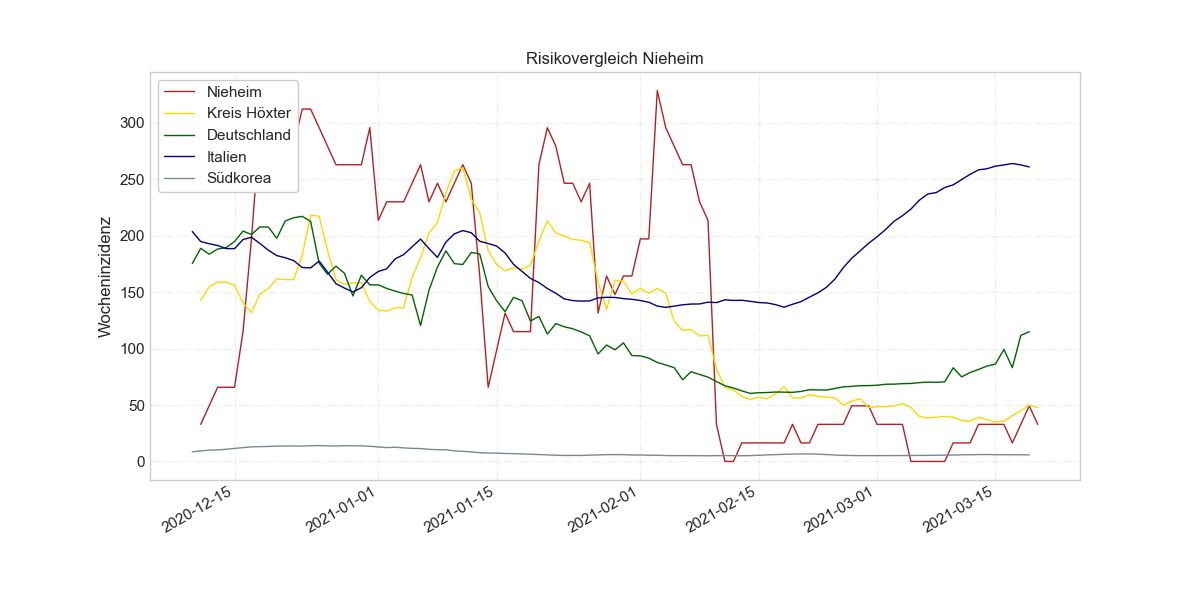 Risikovergleich Nieheim
Nieheim
Kreis Höxter
Deutschland
Italien
Südkorea
Wocheninzidenz
300
250
200
150
100
50
0
2020-12-15
2021-01-01
2021-01-15
2021-02-01
2021-02-15
2021-03-01
2021-03-15